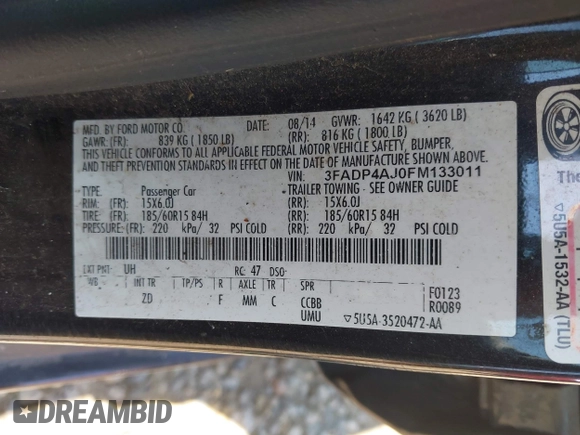 MFD. BY FORD MOTOR CO. DATE: 08/14 GVWR: 1642 KG ( 3620 LB)
GAWR: (FR): 839 KG ( 1850 LB) (RR): 816 KG ( 1800 LB)
THIS VEHICLE CONFORMS TO ALL APPLICABLE FEDERAL MOTOR VEHICLE SAFETY, BUMPER,
AND THEFT PREVENTION STANDARDS IN EFFECT ON THE DATE OF MANUFACTURE SHOWN ABOVE.
VIN: 3FADP4AJ0FM133011
TYPE: Passenger Car TRAILER TOWING - SEE OWNER GUIDE
RIM: (FR): 15X6.0J (RR): 15X6.0J
TIRE: (FR): 185/60R15 84H (RR): 185/60R15 84H
PRESSURE: (FR): 220 kPa/ 32 PSI COLD (RR): 220 kPa/ 32 PSI COLD
EXT PNT: UH RC: 47 DSO:
WB INT TR TP/PS R AXLE TR SPR
ZD F MM C CCBB
UMU
F0123
R0089
▽5U5A-3520472-AA
The
▽5U5A-1532-AA (TLU)
DREAMBID
DREAMBID.COM